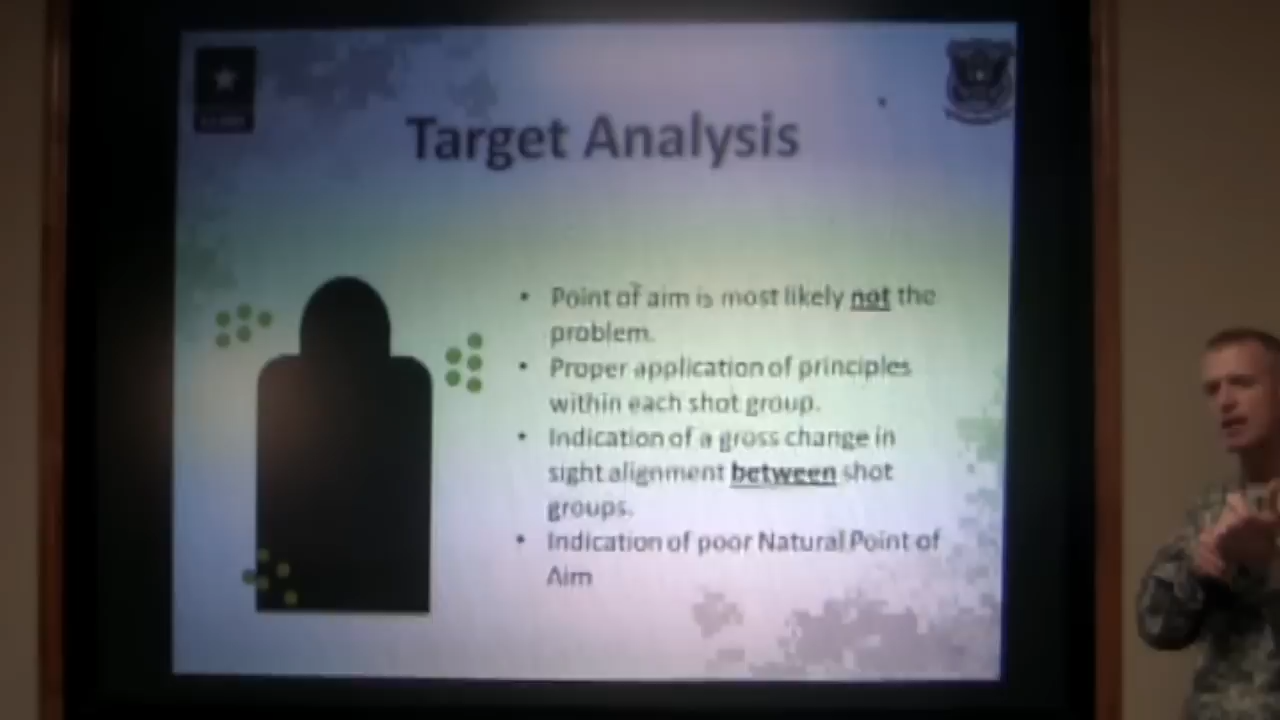 Target Analysis
• Point of aim is most likely not the
problem.
• Proper application of principles
within each shot group.
• Indication of a gross change in
sight alignment between shot
groups.
• Indication of poor Natural Point of
Aim